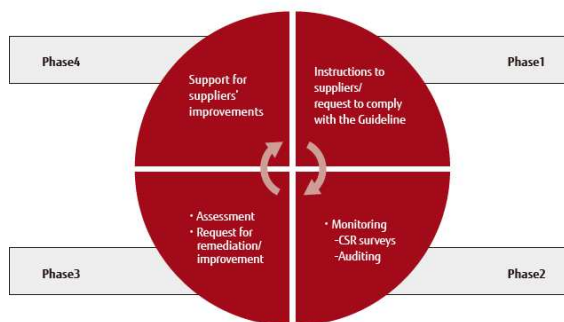 Phase4
Support for
suppliers'
improvements
Instructions to
suppliers/
request to comply
with the Guideline
Phase1
・Assessment
・Request for
remediation/
improvement
Phase3
・Monitoring
-CSR surveys
-Auditing
Phase2